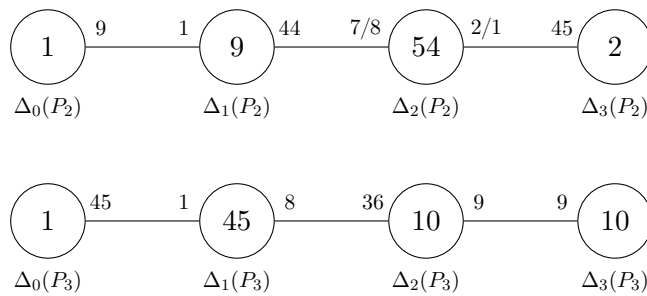 9 1 44 7/8 2/1 45
1 9 54 2
Δ₀(P₂) Δ₁(P₂) Δ₂(P₂) Δ₃(P₂)
45 1 8 36 9 9
1 45 10 10
Δ₀(P₃) Δ₁(P₃) Δ₂(P₃) Δ₃(P₃)